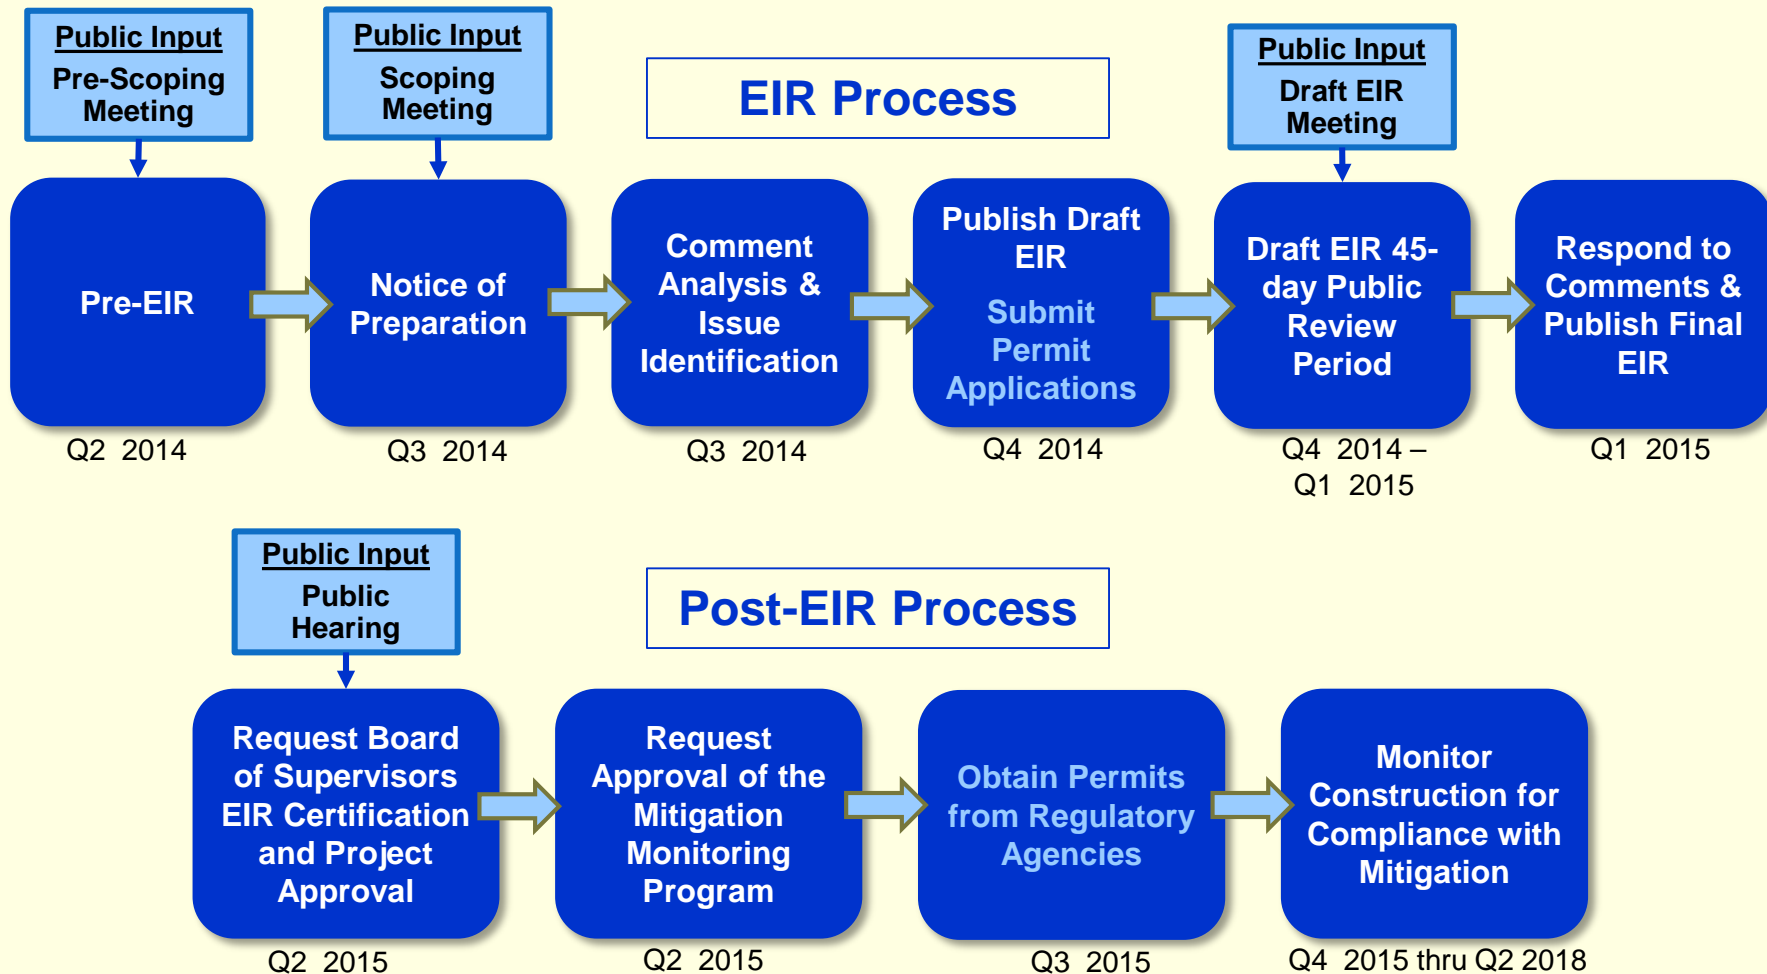 Public Input
Pre-Scoping
Meeting
Public Input
Scoping
Meeting
EIR Process
Public Input
Draft EIR
Meeting
Pre-EIR
Notice of
Preparation
Comment
Analysis &
Issue
Identification
Publish Draft
EIR
Submit
Permit
Applications
Draft EIR 45-
day Public
Review
Period
Respond to
Comments &
Publish Final
EIR
Q2 2014
Q3 2014
Q3 2014
Q4 2014
Q4 2014 –
Q1 2015
Q1 2015
Public Input
Public
Hearing
Post-EIR Process
Request Board
of Supervisors
EIR Certification
and Project
Approval
Request
Approval of the
Mitigation
Monitoring
Program
Obtain Permits
from Regulatory
Agencies
Monitor
Construction for
Compliance with
Mitigation
Q2 2015
Q2 2015
Q3 2015
Q4 2015 thru Q2 2018